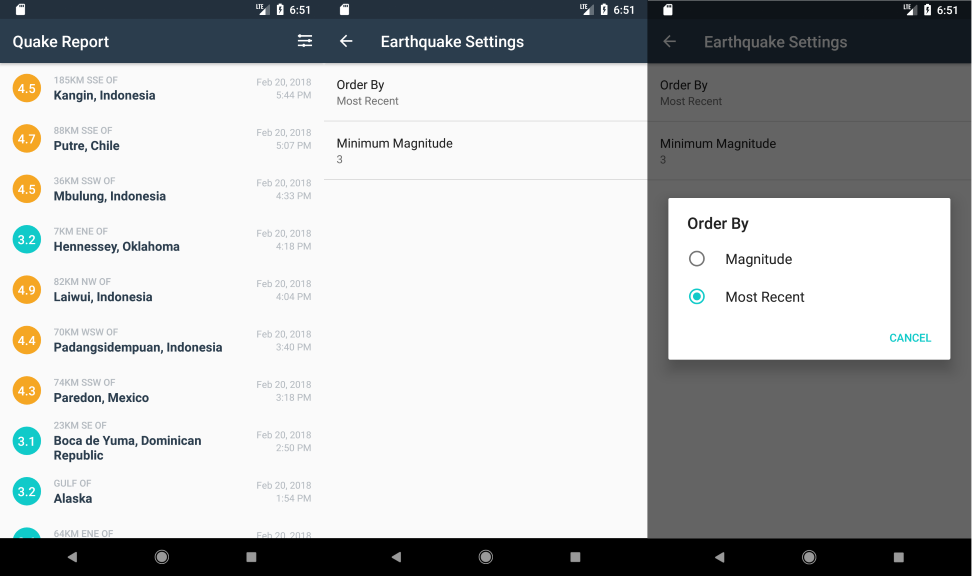 LTE 6:51
Quake Report
4.5
185KM SSE OF
Kangin, Indonesia
Feb 20, 2018
5:44 PM
4.7
88KM SSE OF
Putre, Chile
Feb 20, 2018
5:07 PM
4.5
36KM SSW OF
Mbulung, Indonesia
Feb 20, 2018
4:33 PM
3.2
7KM ENE OF
Hennessey, Oklahoma
Feb 20, 2018
4:18 PM
4.9
82KM NW OF
Laiwui, Indonesia
Feb 20, 2018
4:04 PM
4.4
70KM WSW OF
Padangsidempuan, Indonesia
Feb 20, 2018
3:40 PM
4.3
74KM SSW OF
Paredon, Mexico
Feb 20, 2018
3:18 PM
3.1
23KM SE OF
Boca de Yuma, Dominican
Republic
Feb 20, 2018
2:50 PM
3.2
GULF OF
Alaska
Feb 20, 2018
1:54 PM
64KM ENE OF
Feb 20, 2018
LTE 6:51
Earthquake Settings
Order By
Most Recent
Minimum Magnitude
3
LTE 6:51
Earthquake Settings
Order By
Most Recent
Minimum Magnitude
3
Order By
Magnitude
Most Recent
CANCEL